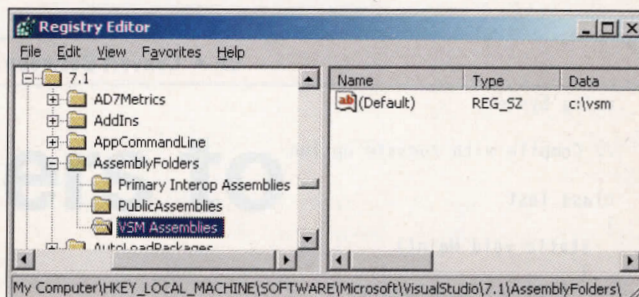 Registry Editor
File Edit View Favorites Help
7.1
AD7Metrics
AddIns
AppCommandLine
AssemblyFolders
Primary Interop Assemblies
PublicAssemblies
VSM Assemblies
AutoLoadPackages
Name Type Data
(Default) REG_SZ c:\vsm
My Computer\HKEY_LOCAL_MACHINE\SOFTWARE\Microsoft\VisualStudio\7.1\AssemblyFolders\